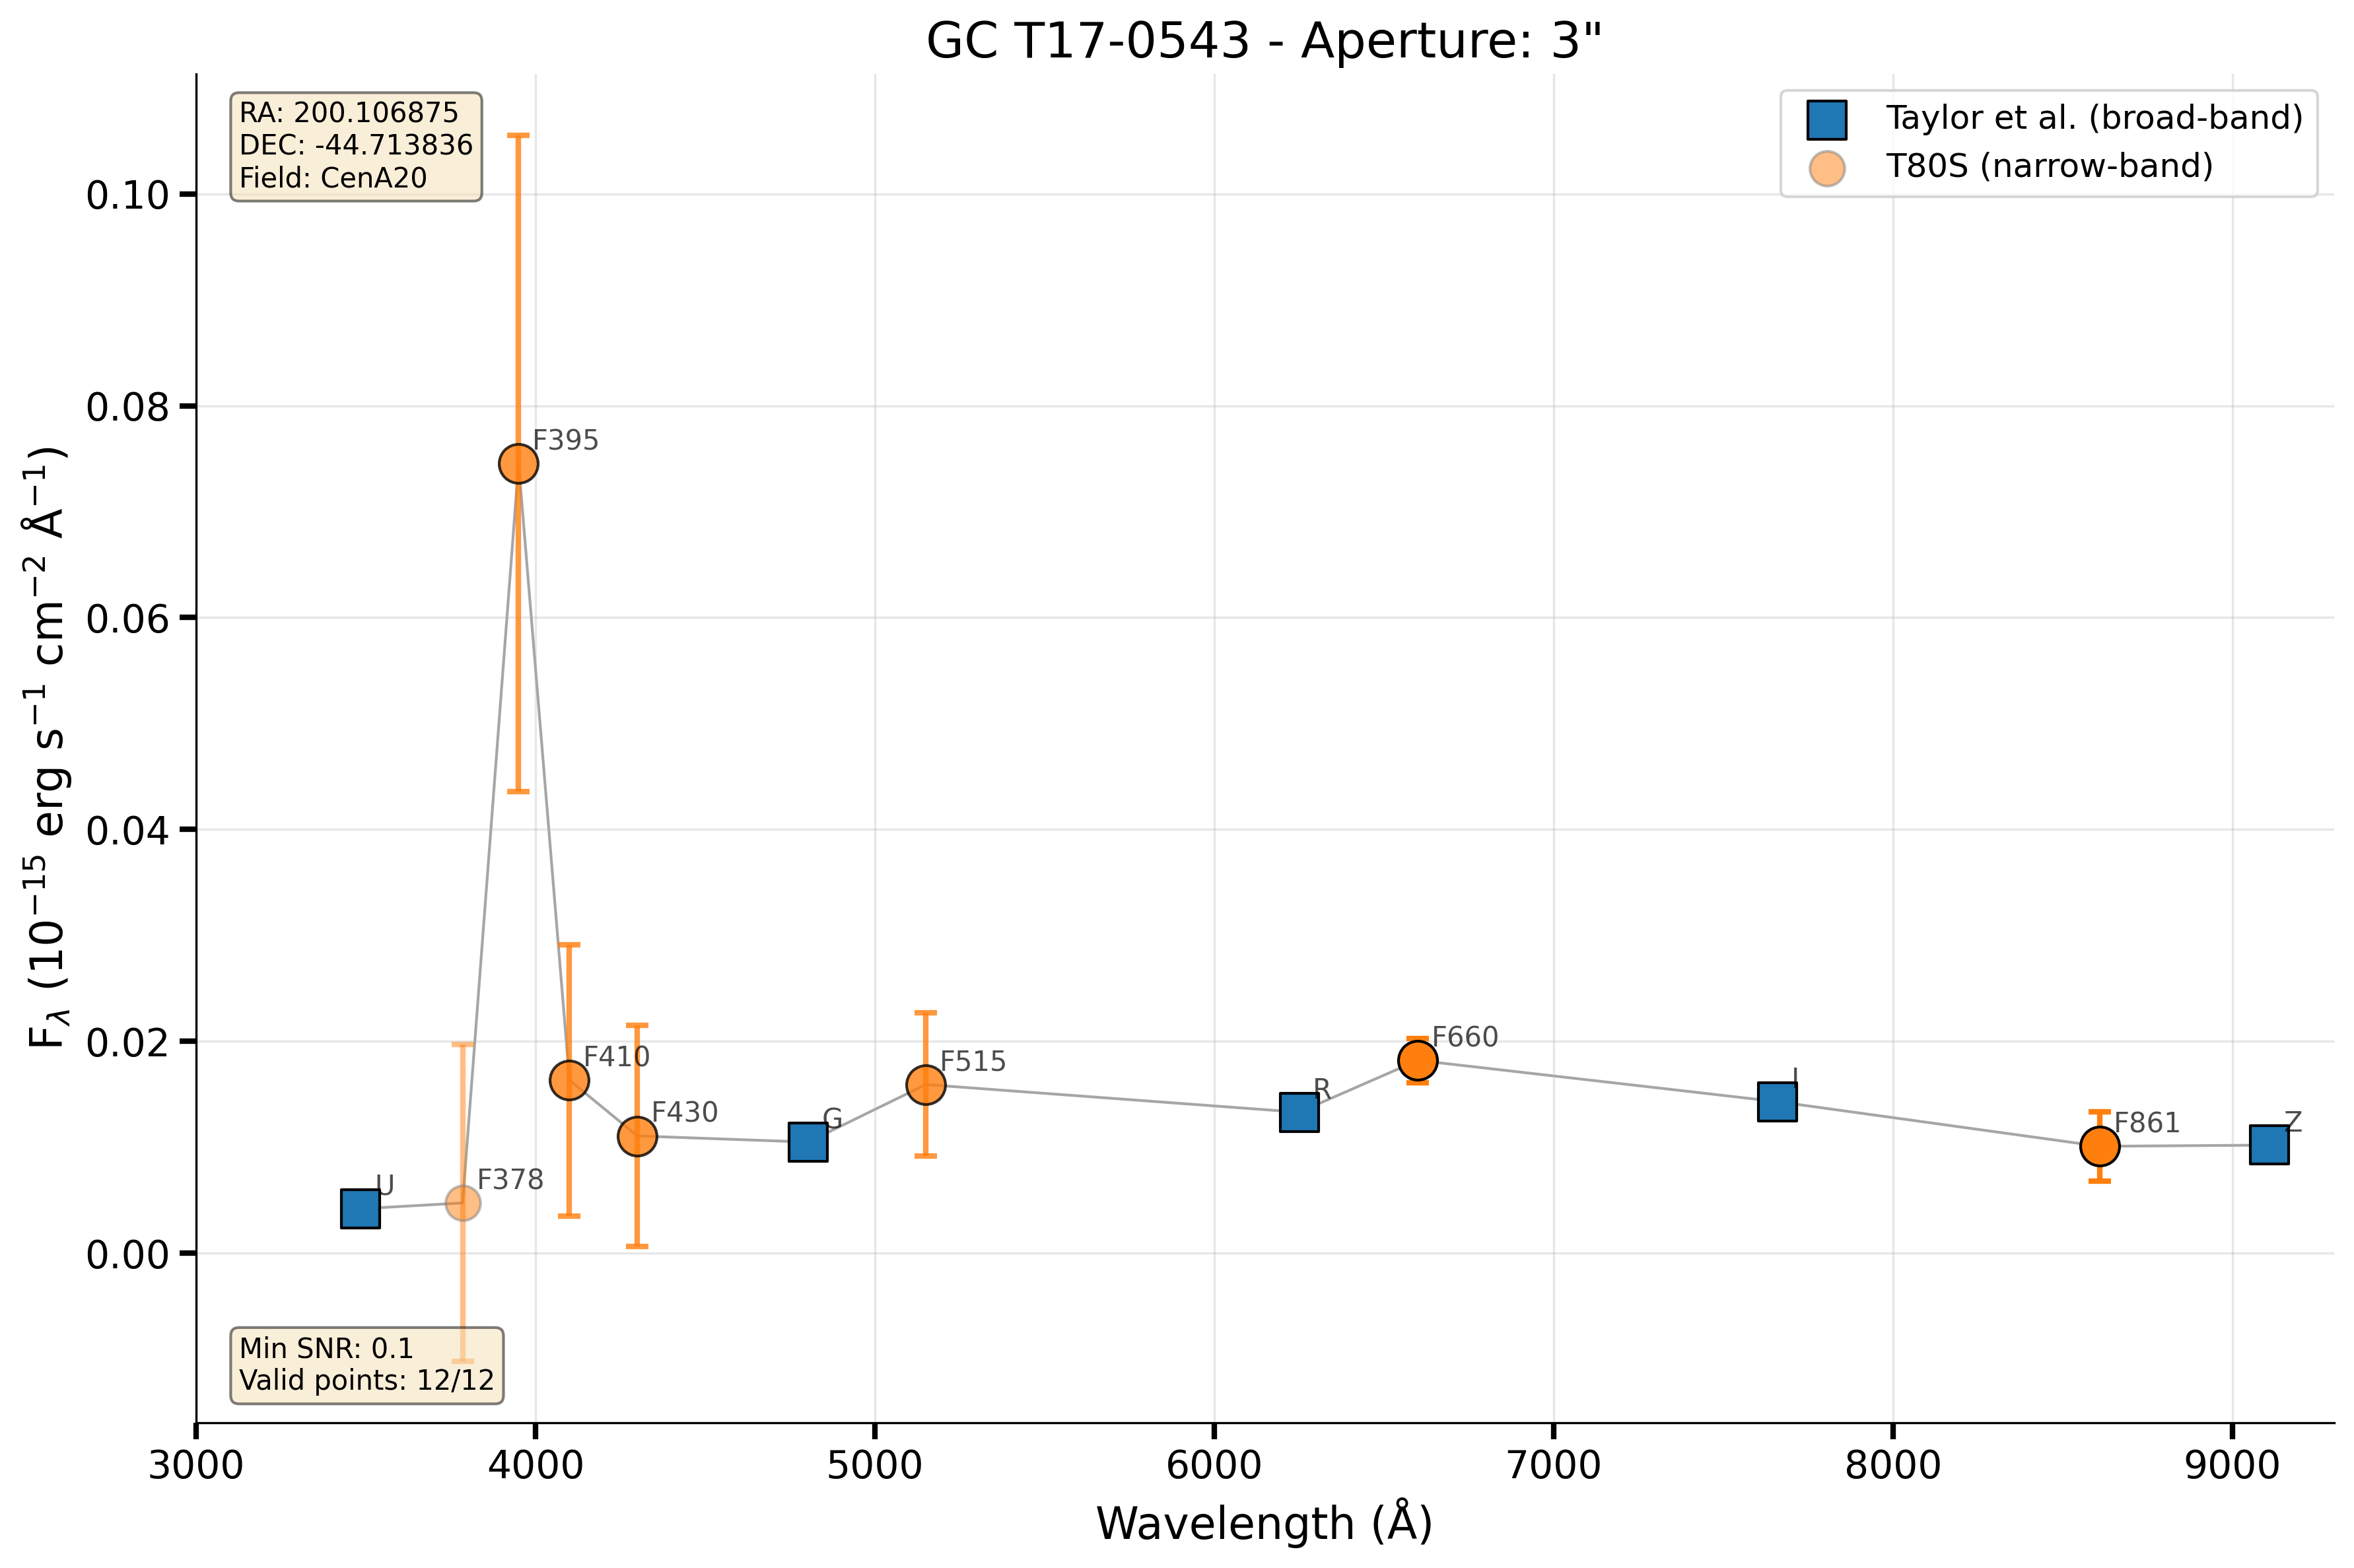 GC T17-0543 - Aperture: 3"
RA: 200.106875
DEC: -44.713836
Field: CenA20
Taylor et al. (broad-band)
T80S (narrow-band)
F_λ (10⁻¹⁵ erg s⁻¹ cm⁻² Å⁻¹)
0.10
0.08
0.06
0.04
0.02
0.00
F395
F410
F430
F378
U
G
F515
R
F660
I
F861
Z
Min SNR: 0.1
Valid points: 12/12
3000 4000 5000 6000 7000 8000 9000
Wavelength (Å)